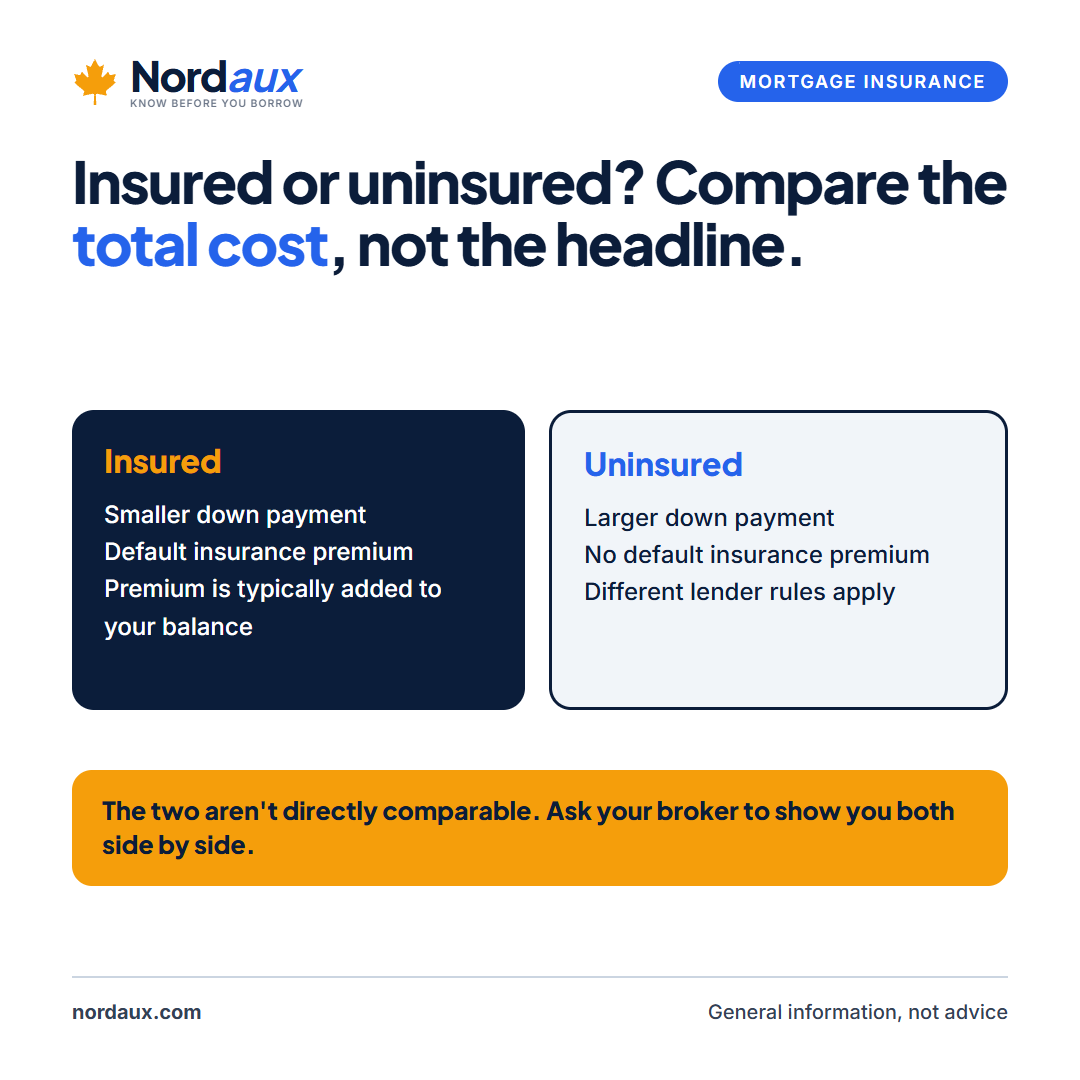 Nordaux
KNOW BEFORE YOU BORROW
MORTGAGE INSURANCE
Insured or uninsured? Compare the
total cost, not the headline.
Insured
Smaller down payment
Default insurance premium
Premium is typically added to
your balance
Uninsured
Larger down payment
No default insurance premium
Different lender rules apply
The two aren't directly comparable. Ask your broker to show you both
side by side.
nordaux.com
General information, not advice